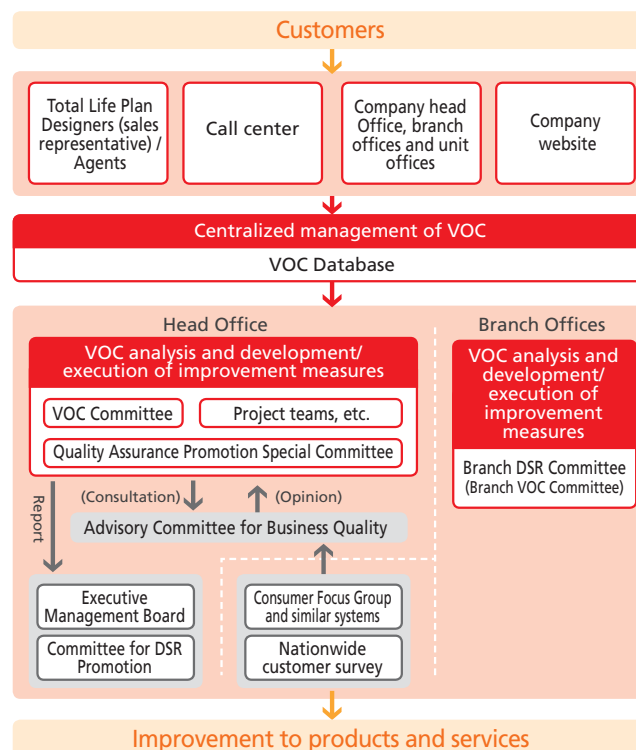 Customers
Total Life Plan
Designers (sales
representative) /
Agents
Call center
Company head
Office, branch
offices and unit
offices
Company
website
Centralized management of VOC
VOC Database
Head Office
VOC analysis and development/
execution of improvement measures
VOC Committee
Project teams, etc.
Quality Assurance Promotion Special Committee
Branch Offices
VOC analysis and
development/
execution of
improvement
measures
Branch DSR Committee
(Branch VOC Committee)
Report
(Consultation)
(Opinion)
Advisory Committee for Business Quality
Executive
Management Board
Committee for DSR
Promotion
Consumer Focus Group
and similar systems
Nationwide
customer survey
Improvement to products and services